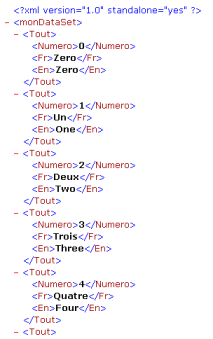 <?xml version="1.0" standalone="yes" ?>
- <monDataSet>
- <Tout>
<Numero>0</Numero>
<Fr>Zero</Fr>
<En>Zero</En>
</Tout>
- <Tout>
<Numero>1</Numero>
<Fr>Un</Fr>
<En>One</En>
</Tout>
- <Tout>
<Numero>2</Numero>
<Fr>Deux</Fr>
<En>Two</En>
</Tout>
- <Tout>
<Numero>3</Numero>
<Fr>Trois</Fr>
<En>Three</En>
</Tout>
- <Tout>
<Numero>4</Numero>
<Fr>Quatre</Fr>
<En>Four</En>
</Tout>
- <Tout>